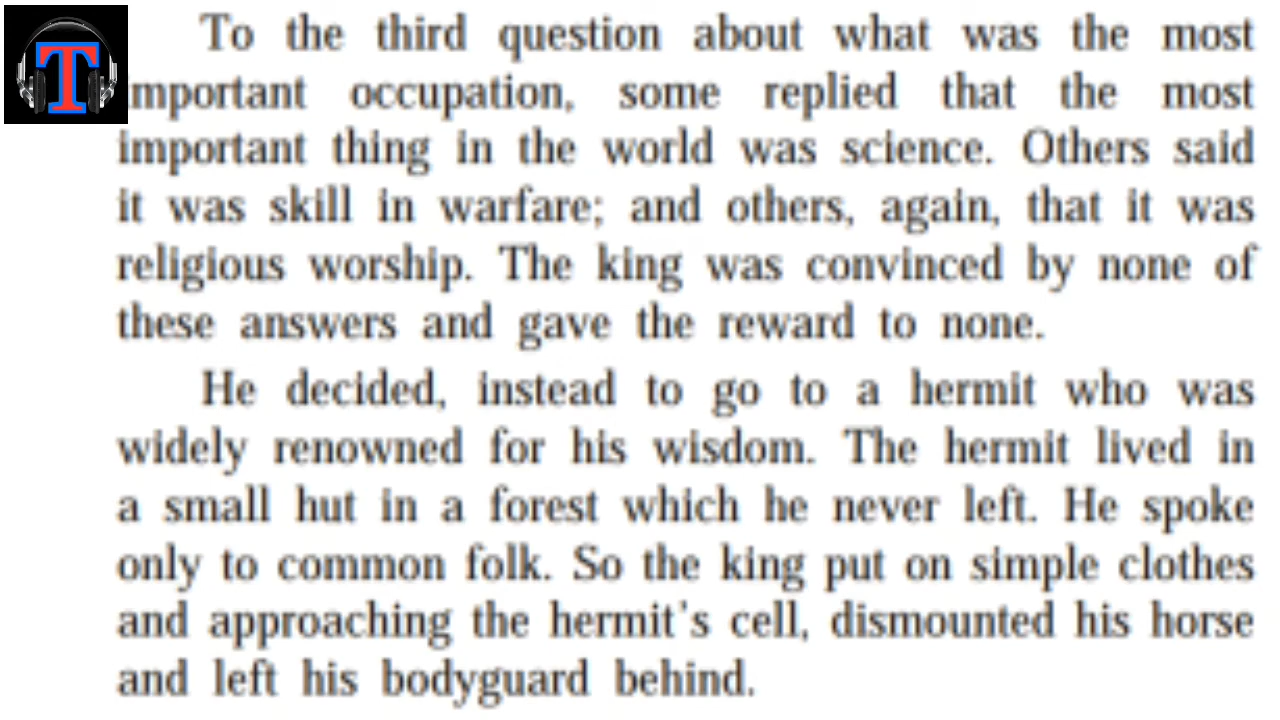 T
To the third question about what was the most
important occupation, some replied that the most
important thing in the world was science. Others said
it was skill in warfare; and others, again, that it was
religious worship. The king was convinced by none of
these answers and gave the reward to none.
He decided, instead to go to a hermit who was
widely renowned for his wisdom. The hermit lived in
a small hut in a forest which he never left. He spoke
only to common folk. So the king put on simple clothes
and approaching the hermit's cell, dismounted his horse
and left his bodyguard behind.